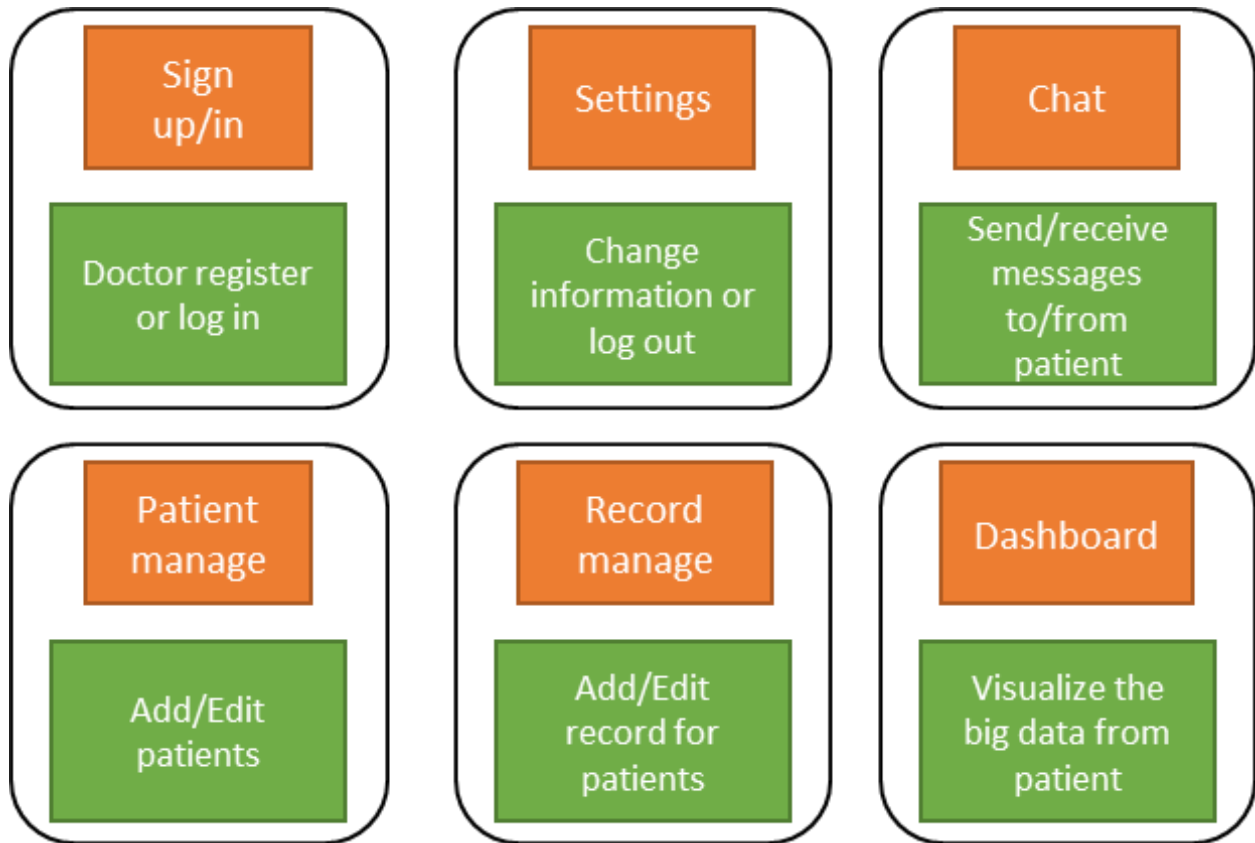 Sign
up/in
Doctor register
or log in
Settings
Change
information or
log out
Chat
Send/receive
messages
to/from
patient
Patient
manage
Add/Edit
patients
Record
manage
Add/Edit
record for
patients
Dashboard
Visualize the
big data from
patient